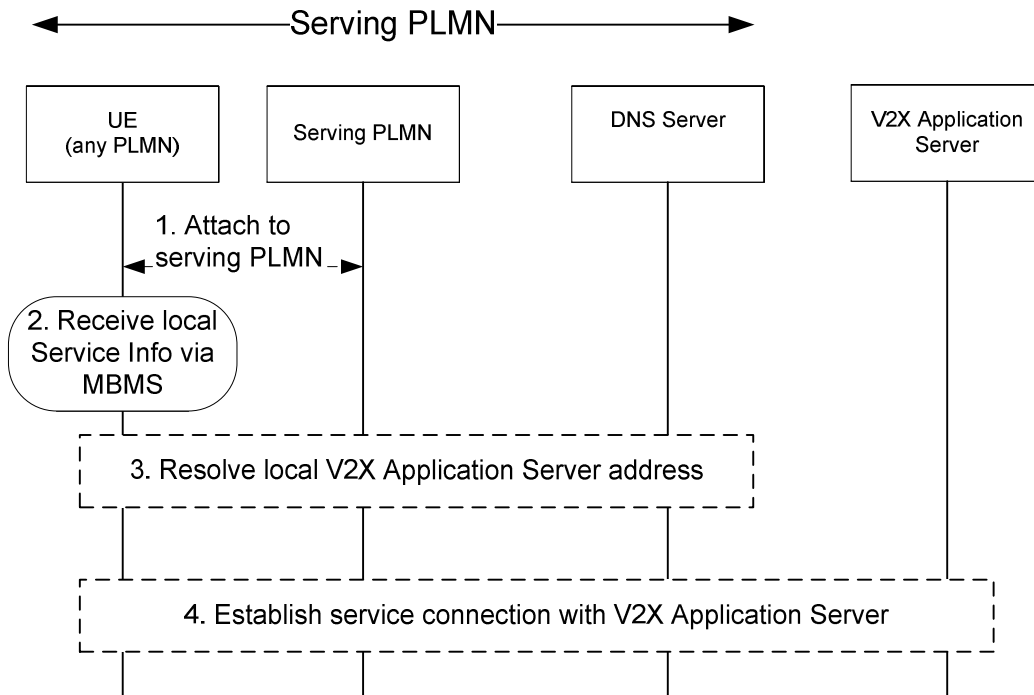 Serving PLMN
UE
(any PLMN)
Serving PLMN
DNS Server
V2X Application
Server
1. Attach to
serving PLMN
2. Receive local
Service Info via
MBMS
3. Resolve local V2X Application Server address
4. Establish service connection with V2X Application Server